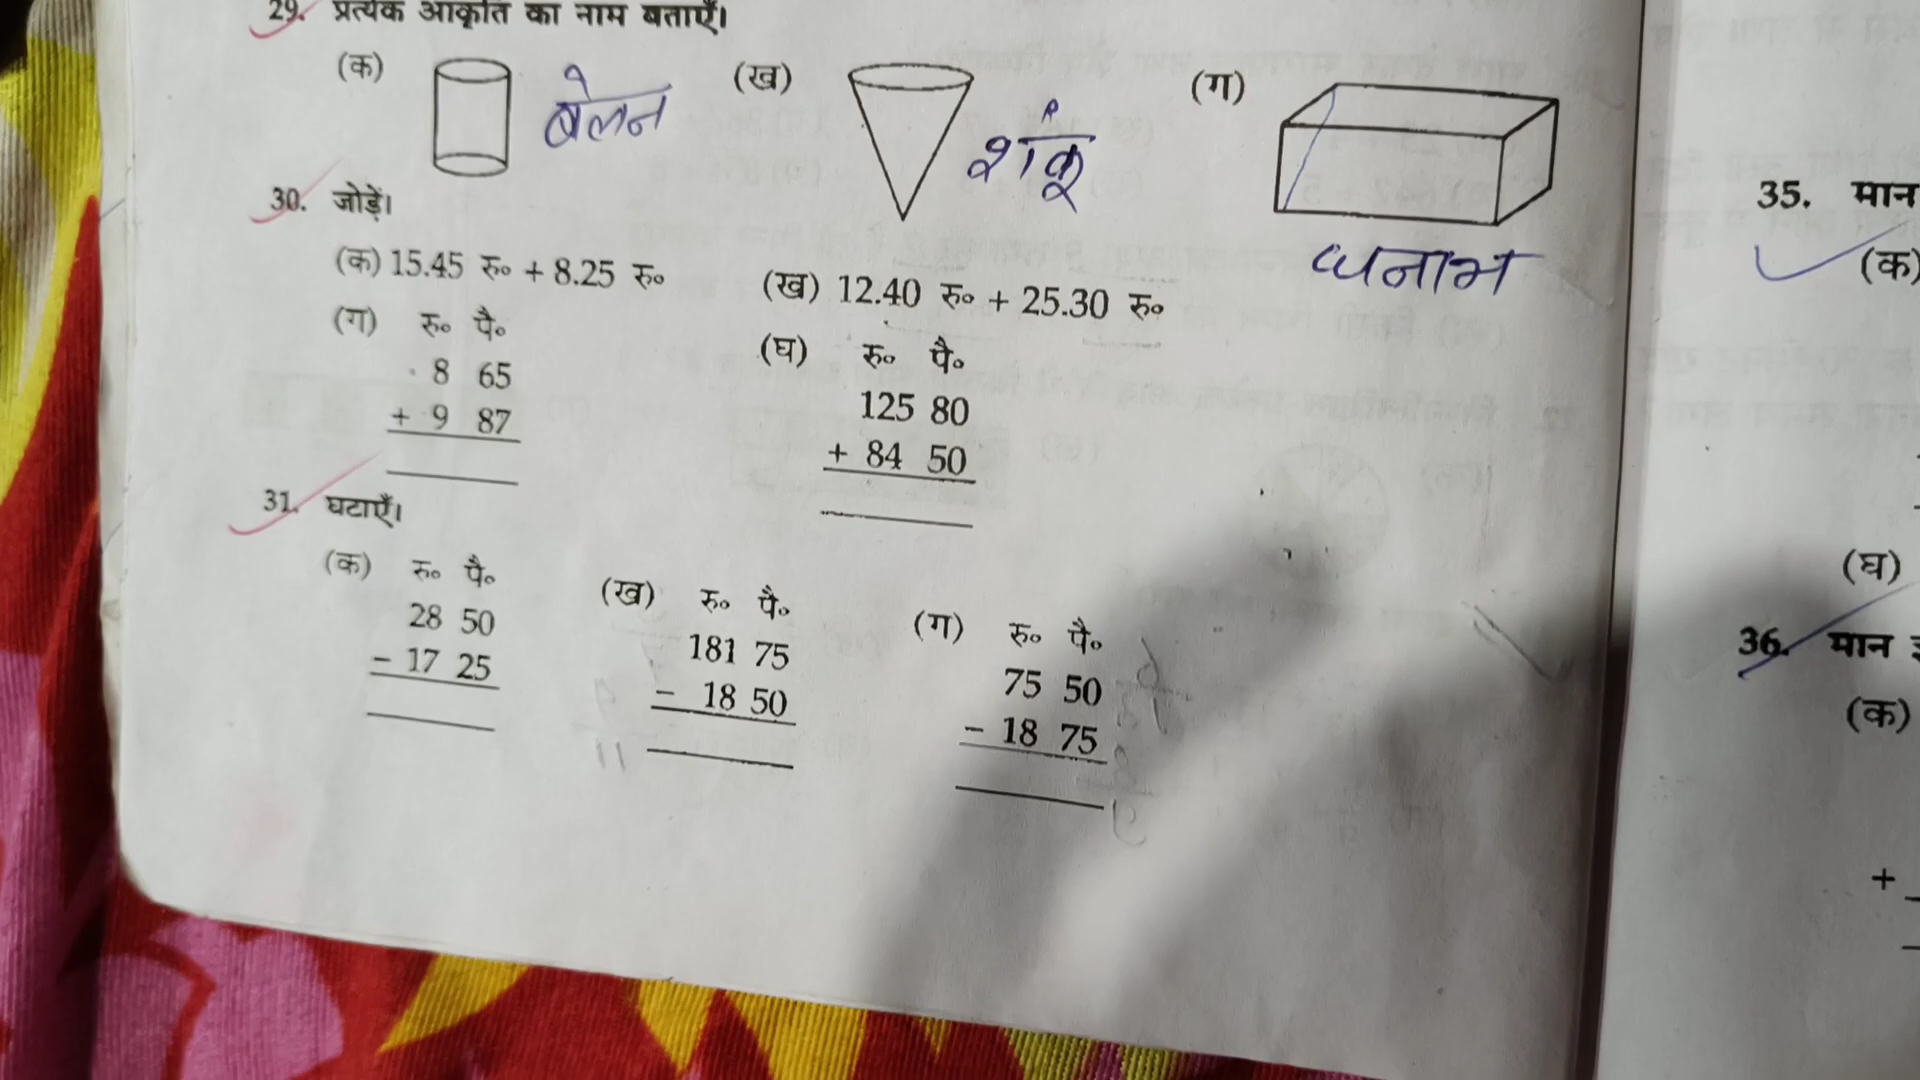 29. प्रत्येक आकृति का नाम बताएँ।
(क) बेलन (ख) शंकू (ग) घनाभ
30. जोड़ें।
(क) 15.45 रु० + 8.25 रु० (ख) 12.40 रु० + 25.30 रु०
(ग) रु० पै० (घ) रु० पै०
8 65 125 80
+ 9 87 + 84 50
31. घटाएँ।
(क) रु० पै० (ख) रु० पै० (ग) रु० पै०
28 50 181 75 75 50
- 17 25 - 18 50 - 18 75
35. मान
(क)
(घ)
36. मान
(क)
+